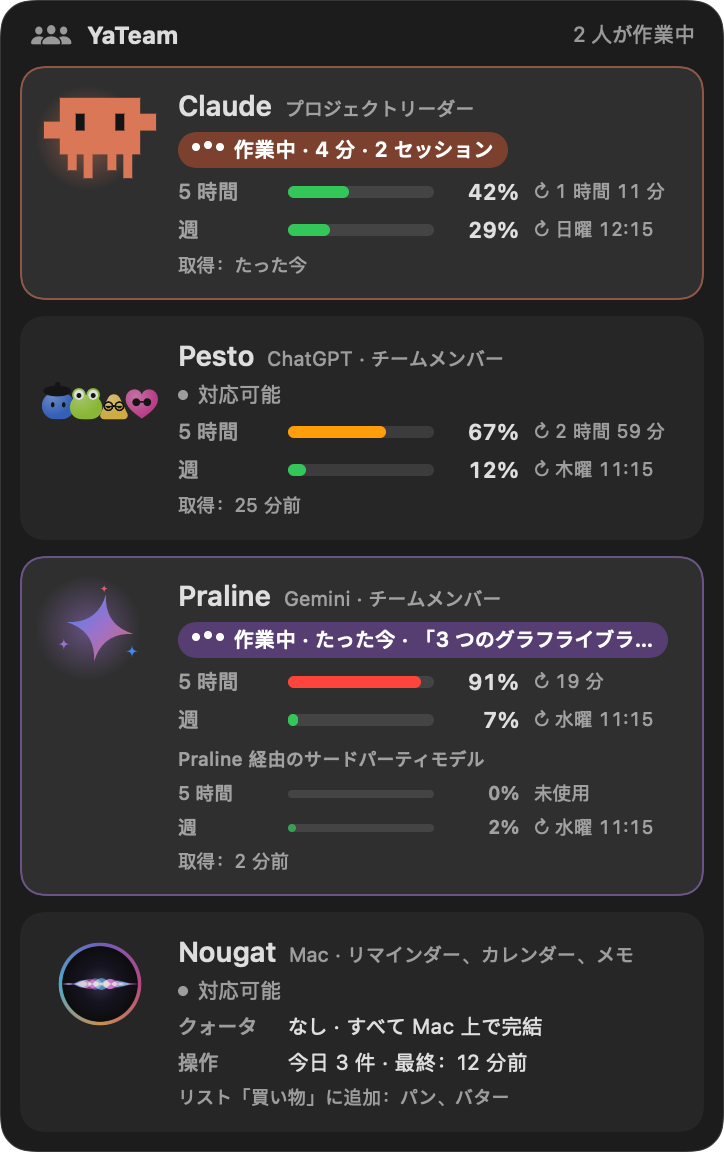 YaTeam
2 人が作業中
Claude プロジェクトリーダー
作業中 · 4 分 · 2 セッション
5 時間 42% 1 時間 11 分
週 29% 日曜 12:15
取得: たった今
Pesto ChatGPT · チームメンバー
対応可能
5 時間 67% 2 時間 59 分
週 12% 木曜 11:15
取得: 25 分前
Praline Gemini · チームメンバー
作業中 · たった今 · 「3 つのグラフライブラ…
5 時間 91% 19 分
週 7% 水曜 11:15
Praline 経由のサードパーティモデル
5 時間 0% 未使用
週 2% 水曜 11:15
取得: 2 分前
Nougat Mac · リマインダー、カレンダー、メモ
対応可能
クォータ なし · すべて Mac 上で完結
操作 今日 3 件 · 最終: 12 分前
リスト「買い物」に追加: パン、バター